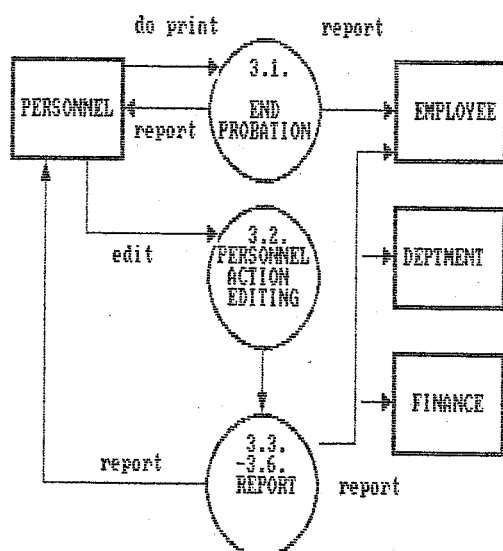 do print
report
3.1.
END
PROBATION
PERSONNEL
report
EMPLOYEE
edit
3.2.
PERSONNEL
ACTION
EDITING
DEPTMENT
FINANCE
3.3.
-3.6.
REPORT
report
report